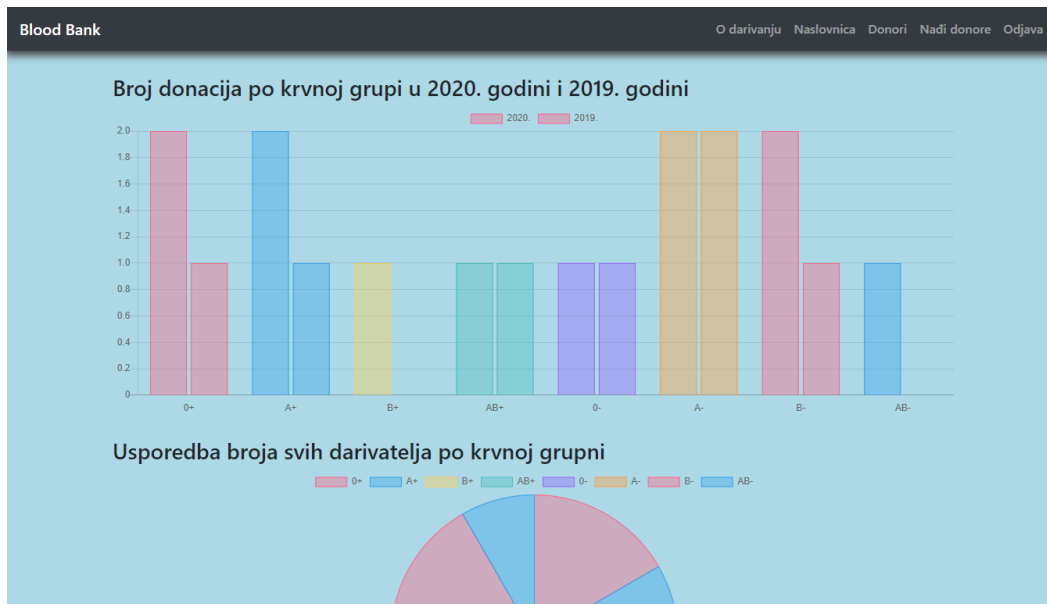 Blood Bank
O darivanju Naslovnica Donori Nađi donore Odjava
Broj donacija po krvnoj grupi u 2020. godini i 2019. godini
2020. 2019.
2.0
1.8
1.6
1.4
1.2
1.0
0.8
0.6
0.4
0.2
0
0+ A+ B+ AB+ 0- A- B- AB-
Usporedba broja svih darivatelja po krvnoj grupni
0+ A+ B+ AB+ 0- A- B- AB-